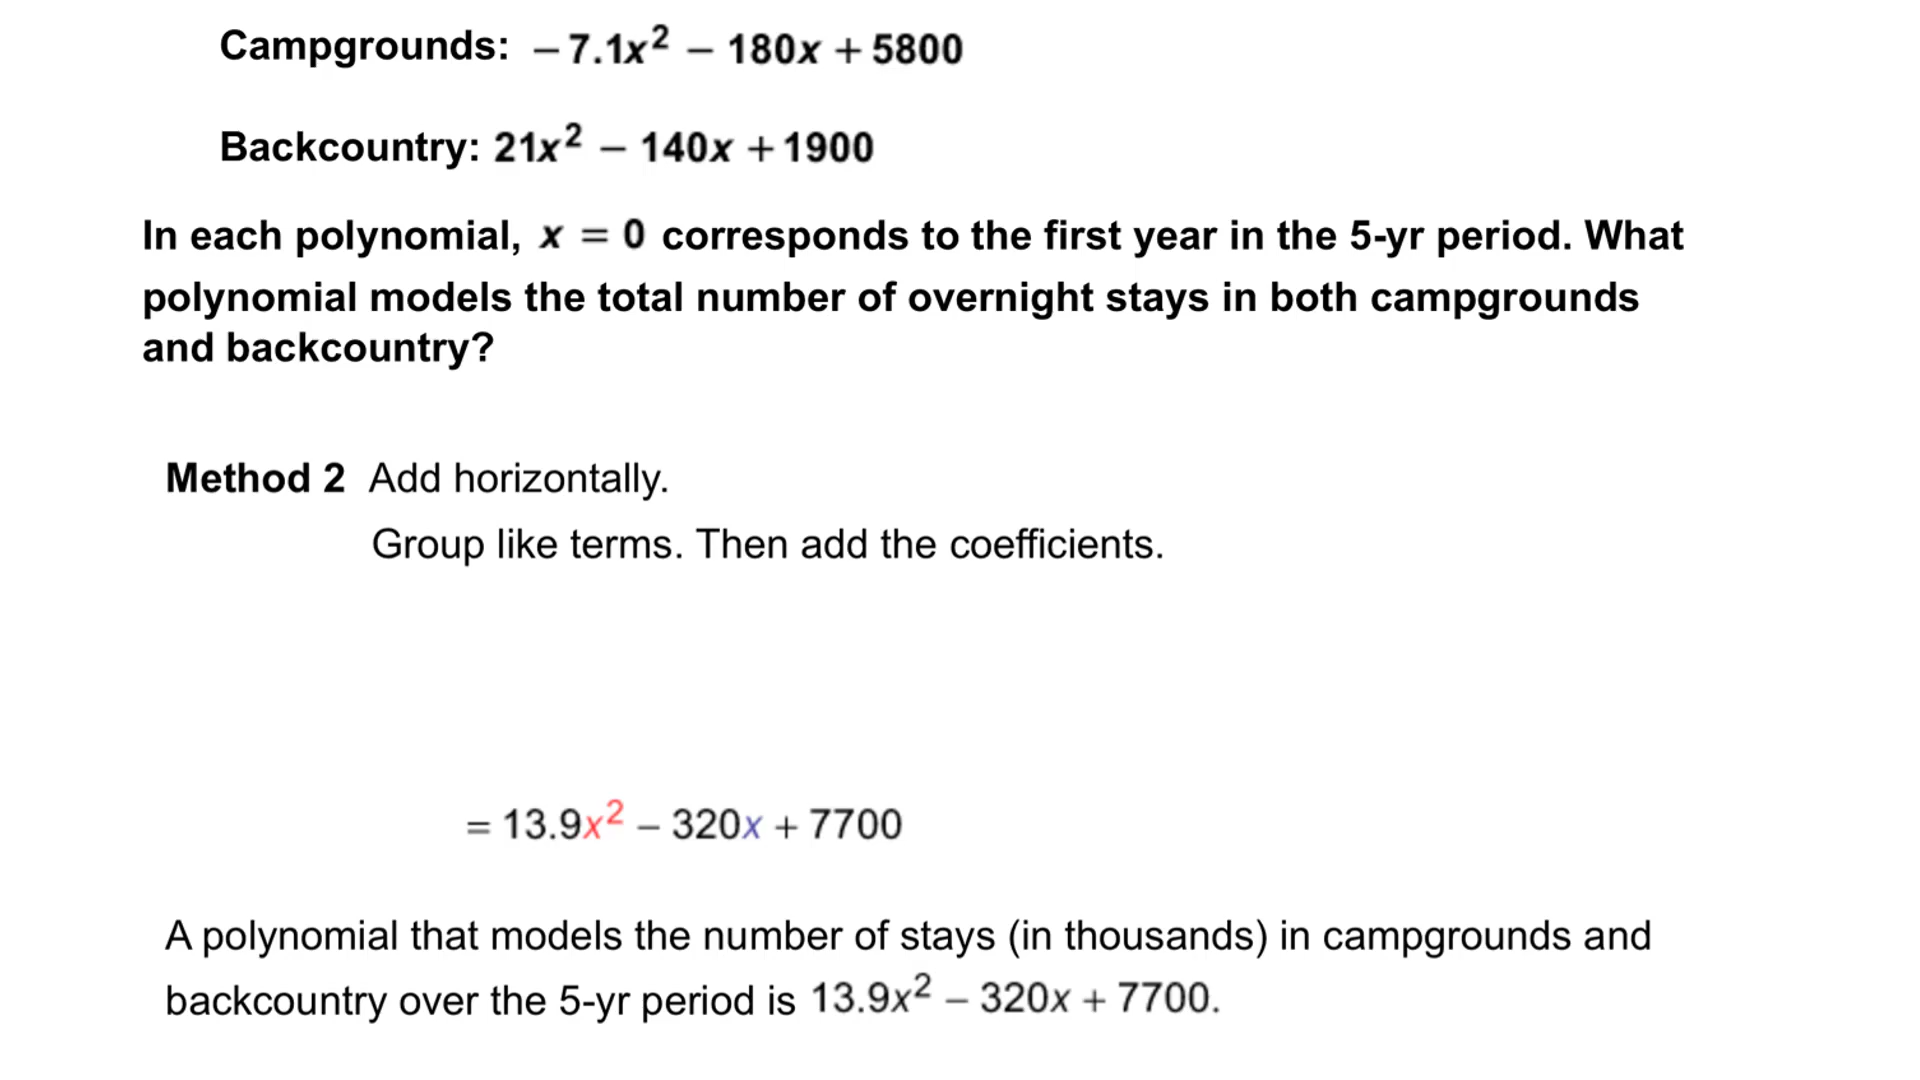 Campgrounds: −7.1x² − 180x + 5800
Backcountry: 21x² − 140x + 1900
In each polynomial, x = 0 corresponds to the first year in the 5-yr period. What
polynomial models the total number of overnight stays in both campgrounds
and backcountry?
Method 2 Add horizontally.
Group like terms. Then add the coefficients.
= 13.9x² − 320x + 7700
A polynomial that models the number of stays (in thousands) in campgrounds and
backcountry over the 5-yr period is 13.9x² − 320x + 7700.